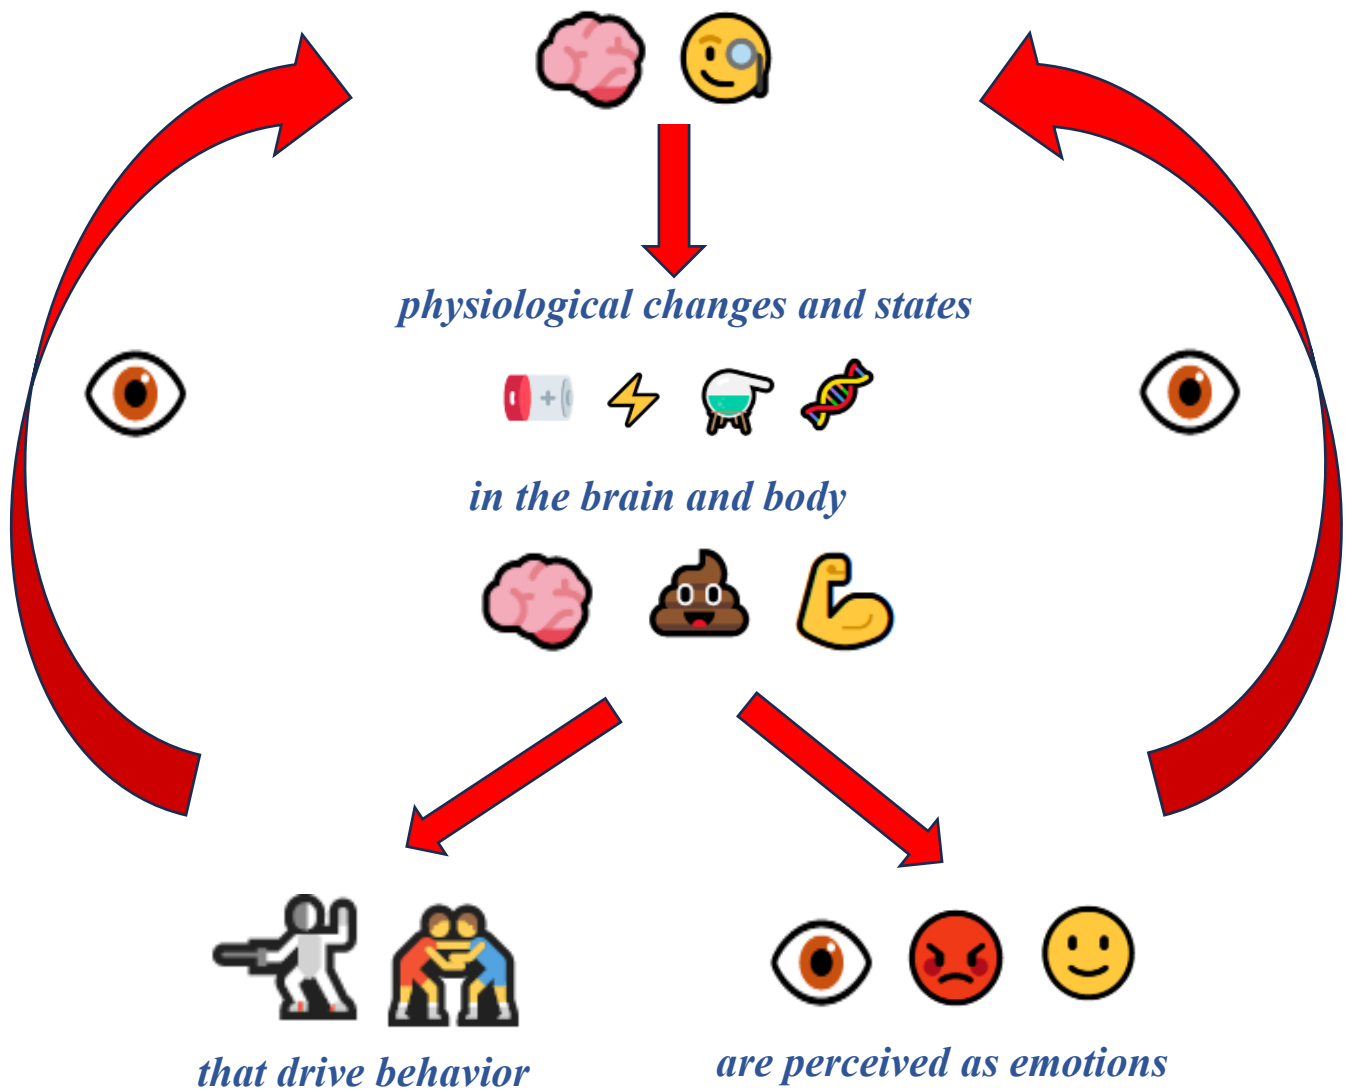 physiological changes and states
in the brain and body
that drive behavior
are perceived as emotions